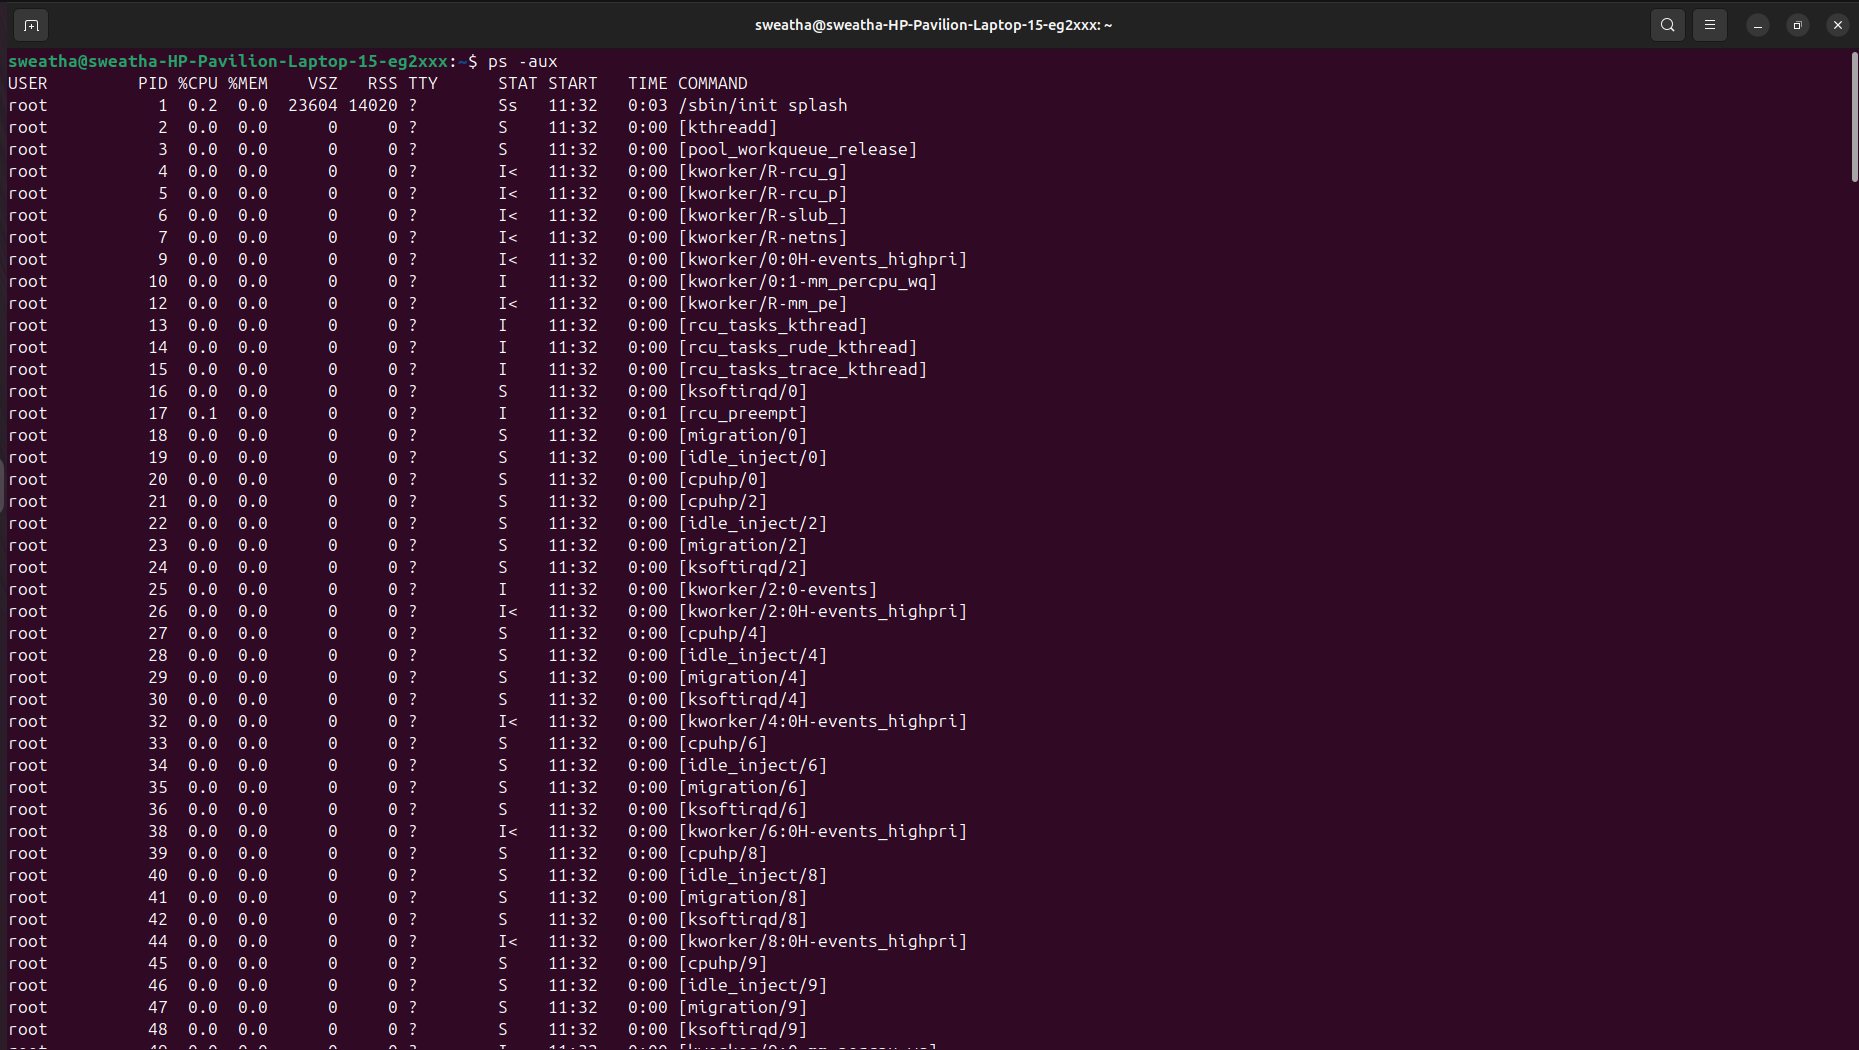 sweatha@sweatha-HP-Pavilion-Laptop-15-eg2xxx: ~
sweatha@sweatha-HP-Pavilion-Laptop-15-eg2xxx:~$ ps -aux
USER         PID %CPU %MEM    VSZ   RSS TTY      STAT START   TIME COMMAND
root           1  0.2  0.0  23604 14020 ?        Ss   11:32   0:03 /sbin/init splash
root           2  0.0  0.0      0     0 ?        S    11:32   0:00 [kthreadd]
root           3  0.0  0.0      0     0 ?        S    11:32   0:00 [pool_workqueue_release]
root           4  0.0  0.0      0     0 ?        I<   11:32   0:00 [kworker/R-rcu_g]
root           5  0.0  0.0      0     0 ?        I<   11:32   0:00 [kworker/R-rcu_p]
root           6  0.0  0.0      0     0 ?        I<   11:32   0:00 [kworker/R-slub_]
root           7  0.0  0.0      0     0 ?        I<   11:32   0:00 [kworker/R-netns]
root           9  0.0  0.0      0     0 ?        I<   11:32   0:00 [kworker/0:0H-events_highpri]
root          10  0.0  0.0      0     0 ?        I    11:32   0:00 [kworker/0:1-mm_percpu_wq]
root          12  0.0  0.0      0     0 ?        I<   11:32   0:00 [kworker/R-mm_pe]
root          13  0.0  0.0      0     0 ?        I    11:32   0:00 [rcu_tasks_kthread]
root          14  0.0  0.0      0     0 ?        I    11:32   0:00 [rcu_tasks_rude_kthread]
root          15  0.0  0.0      0     0 ?        I    11:32   0:00 [rcu_tasks_trace_kthread]
root          16  0.0  0.0      0     0 ?        S    11:32   0:00 [ksoftirqd/0]
root          17  0.1  0.0      0     0 ?        I    11:32   0:01 [rcu_preempt]
root          18  0.0  0.0      0     0 ?        S    11:32   0:00 [migration/0]
root          19  0.0  0.0      0     0 ?        S    11:32   0:00 [idle_inject/0]
root          20  0.0  0.0      0     0 ?        S    11:32   0:00 [cpuhp/0]
root          21  0.0  0.0      0     0 ?        S    11:32   0:00 [cpuhp/2]
root          22  0.0  0.0      0     0 ?        S    11:32   0:00 [idle_inject/2]
root          23  0.0  0.0      0     0 ?        S    11:32   0:00 [migration/2]
root          24  0.0  0.0      0     0 ?        S    11:32   0:00 [ksoftirqd/2]
root          25  0.0  0.0      0     0 ?        I    11:32   0:00 [kworker/2:0-events]
root          26  0.0  0.0      0     0 ?        I<   11:32   0:00 [kworker/2:0H-events_highpri]
root          27  0.0  0.0      0     0 ?        S    11:32   0:00 [cpuhp/4]
root          28  0.0  0.0      0     0 ?        S    11:32   0:00 [idle_inject/4]
root          29  0.0  0.0      0     0 ?        S    11:32   0:00 [migration/4]
root          30  0.0  0.0      0     0 ?        S    11:32   0:00 [ksoftirqd/4]
root          32  0.0  0.0      0     0 ?        I<   11:32   0:00 [kworker/4:0H-events_highpri]
root          33  0.0  0.0      0     0 ?        S    11:32   0:00 [cpuhp/6]
root          34  0.0  0.0      0     0 ?        S    11:32   0:00 [idle_inject/6]
root          35  0.0  0.0      0     0 ?        S    11:32   0:00 [migration/6]
root          36  0.0  0.0      0     0 ?        S    11:32   0:00 [ksoftirqd/6]
root          38  0.0  0.0      0     0 ?        I<   11:32   0:00 [kworker/6:0H-events_highpri]
root          39  0.0  0.0      0     0 ?        S    11:32   0:00 [cpuhp/8]
root          40  0.0  0.0      0     0 ?        S    11:32   0:00 [idle_inject/8]
root          41  0.0  0.0      0     0 ?        S    11:32   0:00 [migration/8]
root          42  0.0  0.0      0     0 ?        S    11:32   0:00 [ksoftirqd/8]
root          44  0.0  0.0      0     0 ?        I<   11:32   0:00 [kworker/8:0H-events_highpri]
root          45  0.0  0.0      0     0 ?        S    11:32   0:00 [cpuhp/9]
root          46  0.0  0.0      0     0 ?        S    11:32   0:00 [idle_inject/9]
root          47  0.0  0.0      0     0 ?        S    11:32   0:00 [migration/9]
root          48  0.0  0.0      0     0 ?        S    11:32   0:00 [ksoftirqd/9]